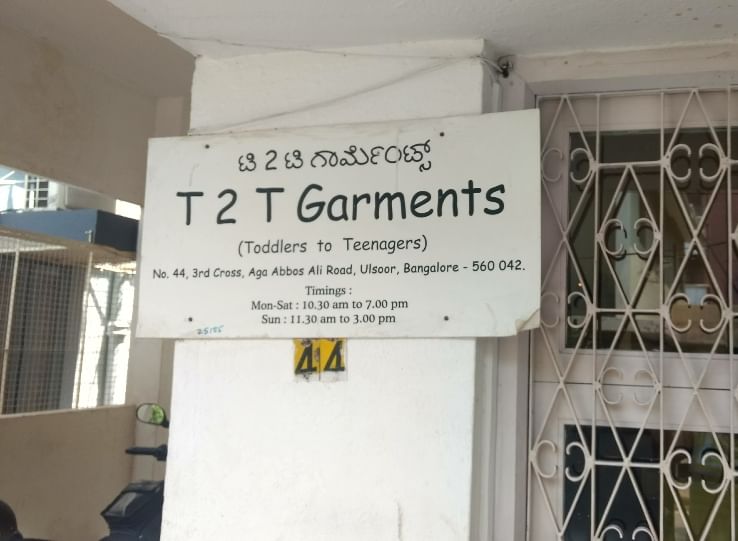 ಟಿ 2 ಟಿ ಗಾರ್ಮೆಂಟ್ಸ್
T 2 T Garments
(Toddlers to Teenagers)
No. 44, 3rd Cross, Aga Abbos Ali Road, Ulsoor, Bangalore - 560 042.
Timings :
Mon-Sat : 10.30 am to 7.00 pm
Sun : 11.30 am to 3.00 pm
44